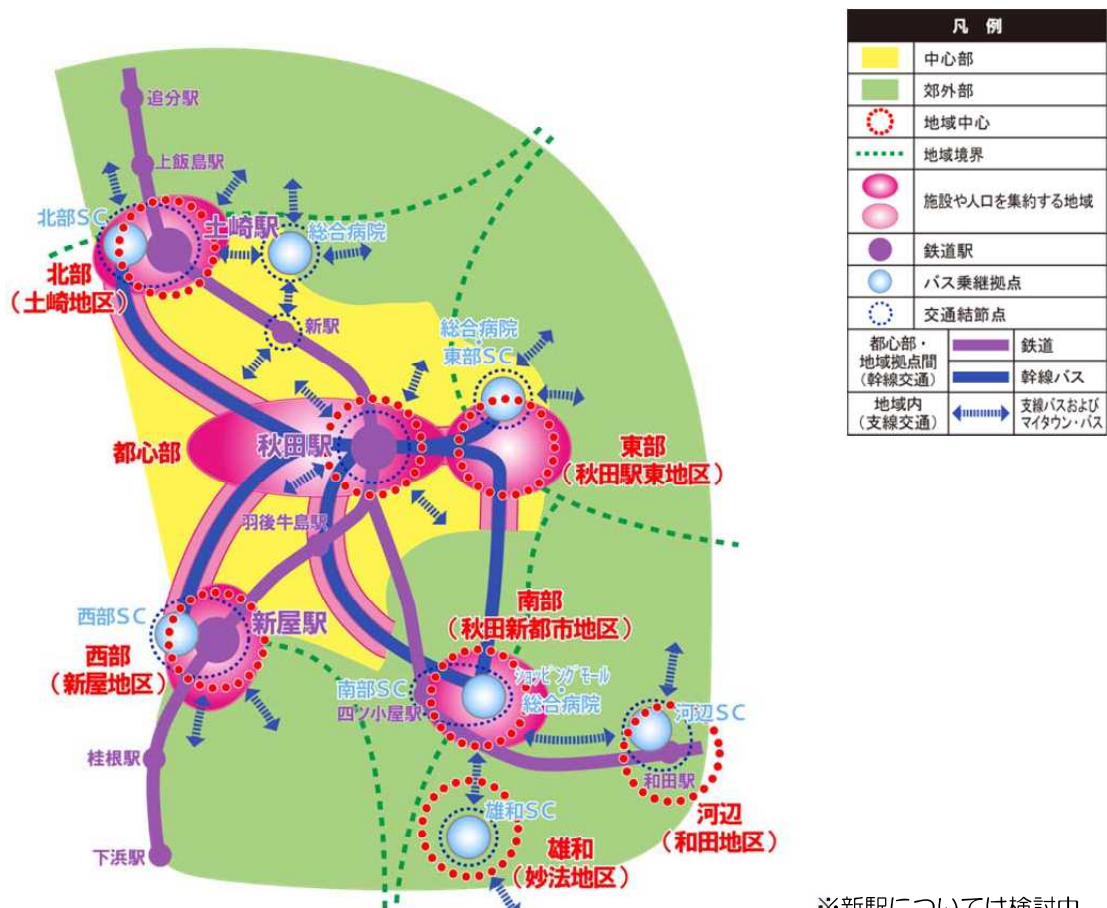 凡 例
中心部
郊外部
地域中心
地域境界
施設や人口を集約する地域
鉄道駅
バス乗継拠点
交通結節点
都心部・
地域拠点間
(幹線交通)
鉄道
幹線バス
地域内
(支線交通)
支線バスおよび
マイタウン・バス
追分駅
上飯島駅
北部SC
土崎駅
総合病院
北部
(土崎地区)
新駅
総合病院
・
東部SC
都心部
秋田駅
東部
(秋田駅東地区)
羽後牛島駅
西部SC
新屋駅
西部
(新屋地区)
南部
(秋田新都市地区)
南部SC
四ツ小屋駅
ショッピングモール
・
総合病院
河辺SC
和田駅
河辺
(和田地区)
桂根駅
下浜駅
雄和SC
雄和
(妙法地区)
※新駅については検討中